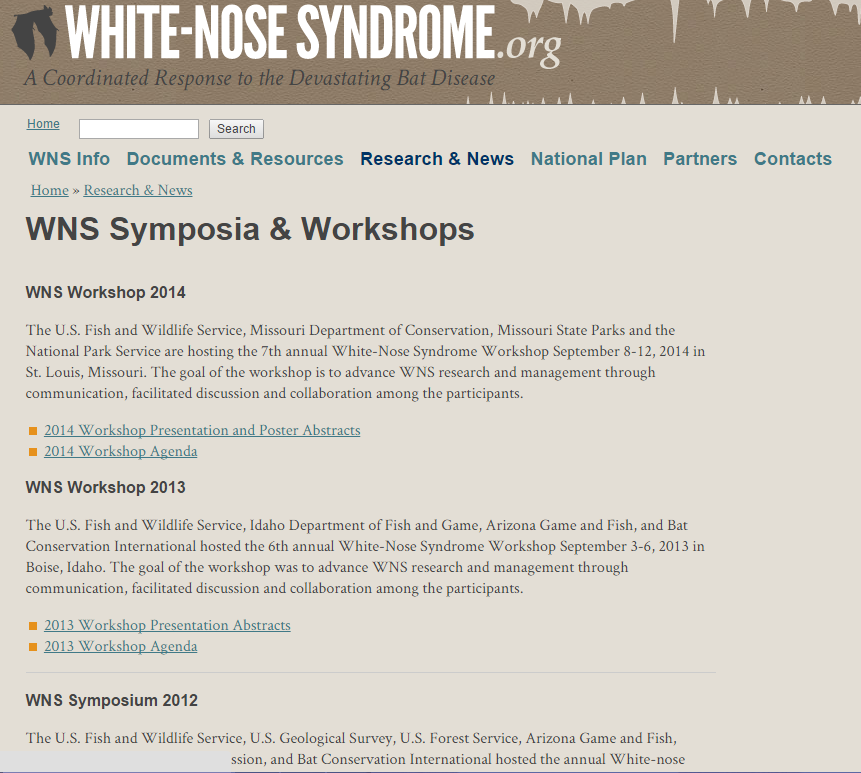 WHITE-NOSE SYNDROME.org
A Coordinated Response to the Devastating Bat Disease
Home
Search
WNS Info Documents & Resources Research & News National Plan Partners Contacts
Home » Research & News
WNS Symposia & Workshops
WNS Workshop 2014
The U.S. Fish and Wildlife Service, Missouri Department of Conservation, Missouri State Parks and the
National Park Service are hosting the 7th annual White-Nose Syndrome Workshop September 8-12, 2014 in
St. Louis, Missouri. The goal of the workshop is to advance WNS research and management through
communication, facilitated discussion and collaboration among the participants.
2014 Workshop Presentation and Poster Abstracts
2014 Workshop Agenda
WNS Workshop 2013
The U.S. Fish and Wildlife Service, Idaho Department of Fish and Game, Arizona Game and Fish, and Bat
Conservation International hosted the 6th annual White-Nose Syndrome Workshop September 3-6, 2013 in
Boise, Idaho. The goal of the workshop was to advance WNS research and management through
communication, facilitated discussion and collaboration among the participants.
2013 Workshop Presentation Abstracts
2013 Workshop Agenda
WNS Symposium 2012
The U.S. Fish and Wildlife Service, U.S. Geological Survey, U.S. Forest Service, Arizona Game and Fish,
ssion, and Bat Conservation International hosted the annual White-nose